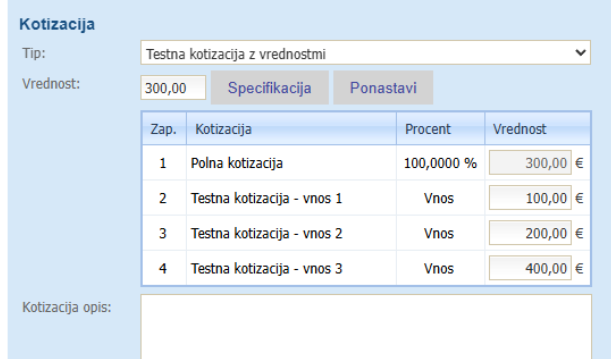 Kotizacija
Tip: Testna kotizacija z vrednostmi
Vrednost: 300,00 Specifikacija Ponastavi
Zap. Kotizacija Procent Vrednost
1 Polna kotizacija 100,0000 % 300,00 €
2 Testna kotizacija - vnos 1 Vnos 100,00 €
3 Testna kotizacija - vnos 2 Vnos 200,00 €
4 Testna kotizacija - vnos 3 Vnos 400,00 €
Kotizacija opis: